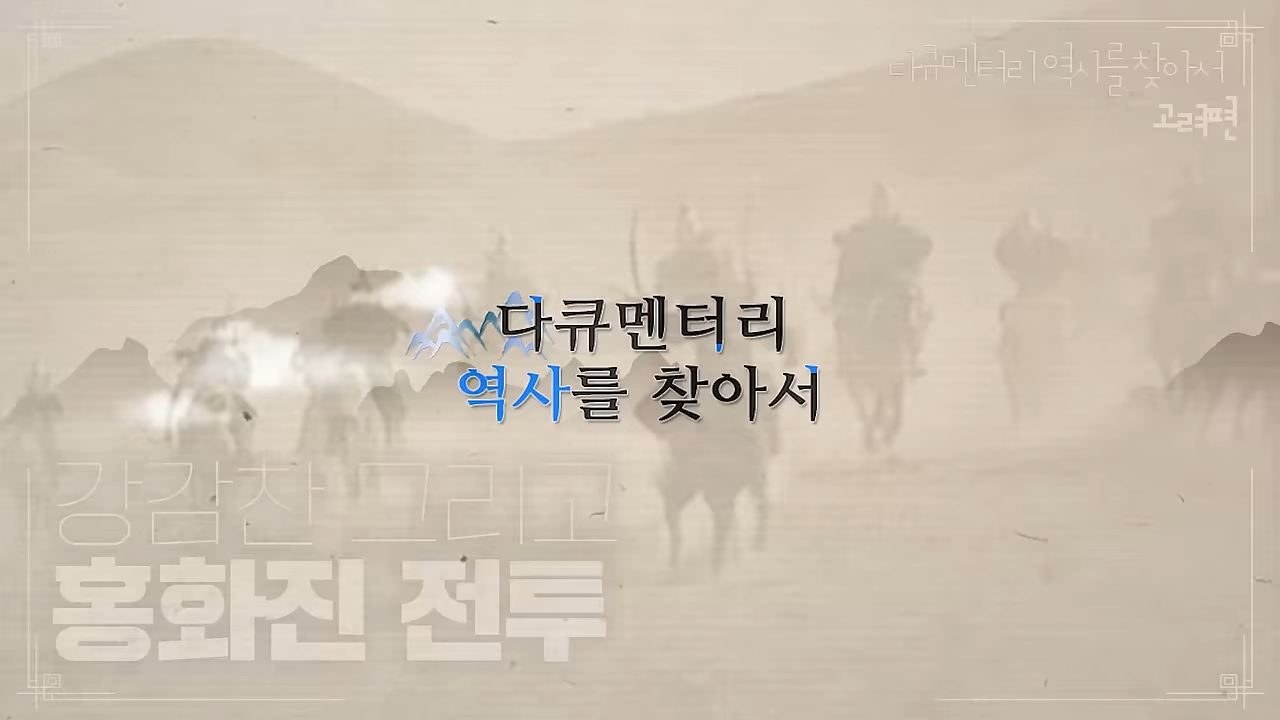 다큐멘터리 역사를 찾아서
고려편
다큐멘터리
역사를 찾아서
강감찬 그리고
홍화진 전투